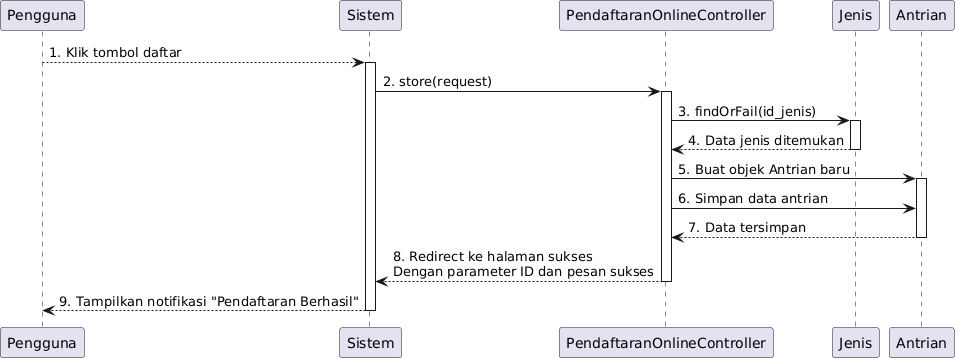 Pengguna
Sistem
PendaftaranOnlineController
Jenis
Antrian
1. Klik tombol daftar
2. store(request)
3. findOrFail(id_jenis)
4. Data jenis ditemukan
5. Buat objek Antrian baru
6. Simpan data antrian
7. Data tersimpan
8. Redirect ke halaman sukses
Dengan parameter ID dan pesan sukses
9. Tampilkan notifikasi "Pendaftaran Berhasil"
Pengguna
Sistem
PendaftaranOnlineController
Jenis
Antrian